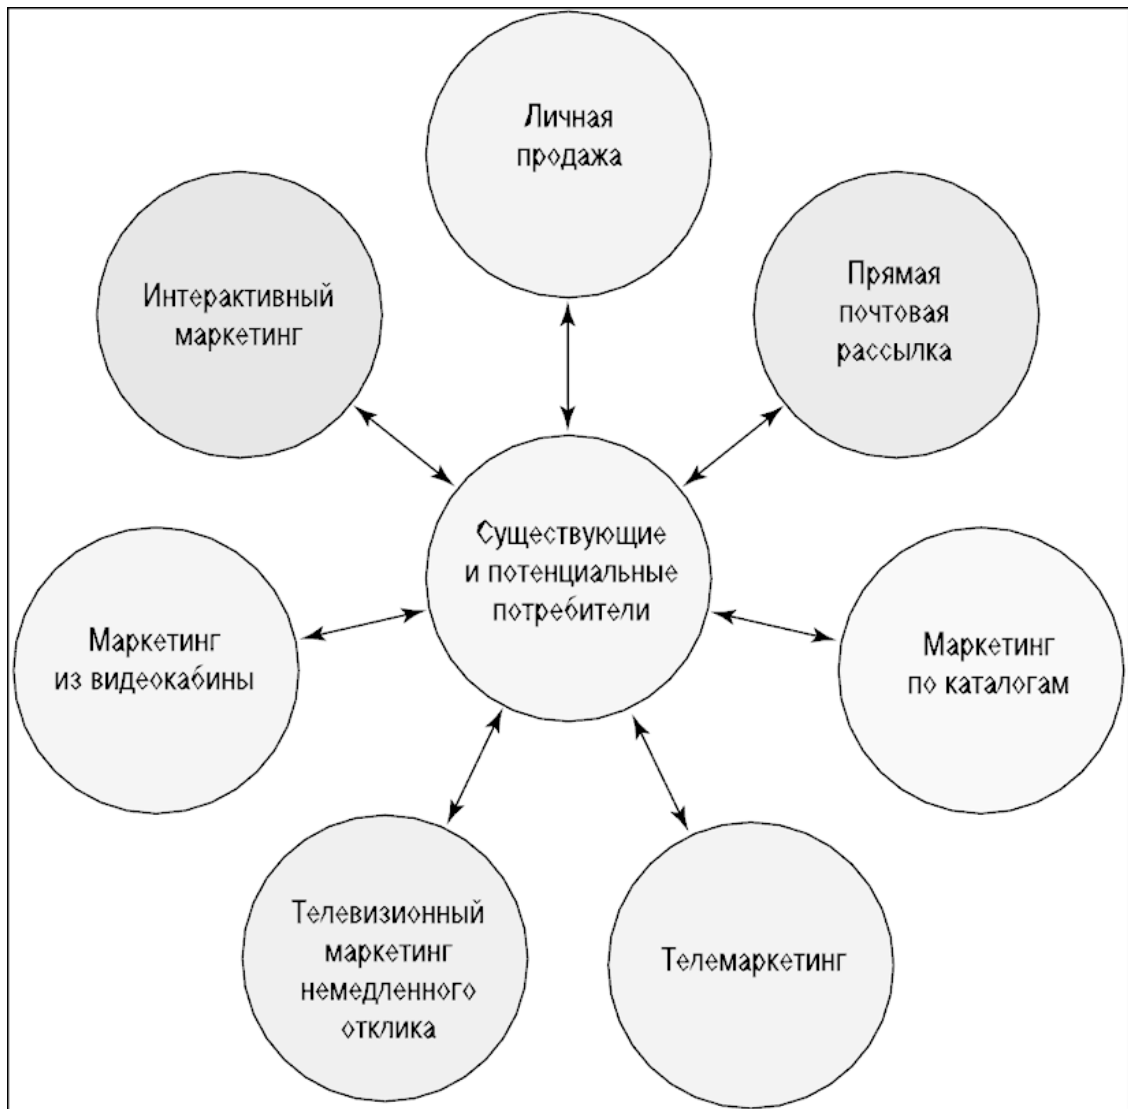 Личная
продажа
Прямая
почтовая
рассылка
Интерактивный
маркетинг
Существующие
и потенциальные
потребители
Маркетинг
из видеокабины
Маркетинг
по каталогам
Телевизионный
маркетинг
немедленного
отклика
Телемаркетинг